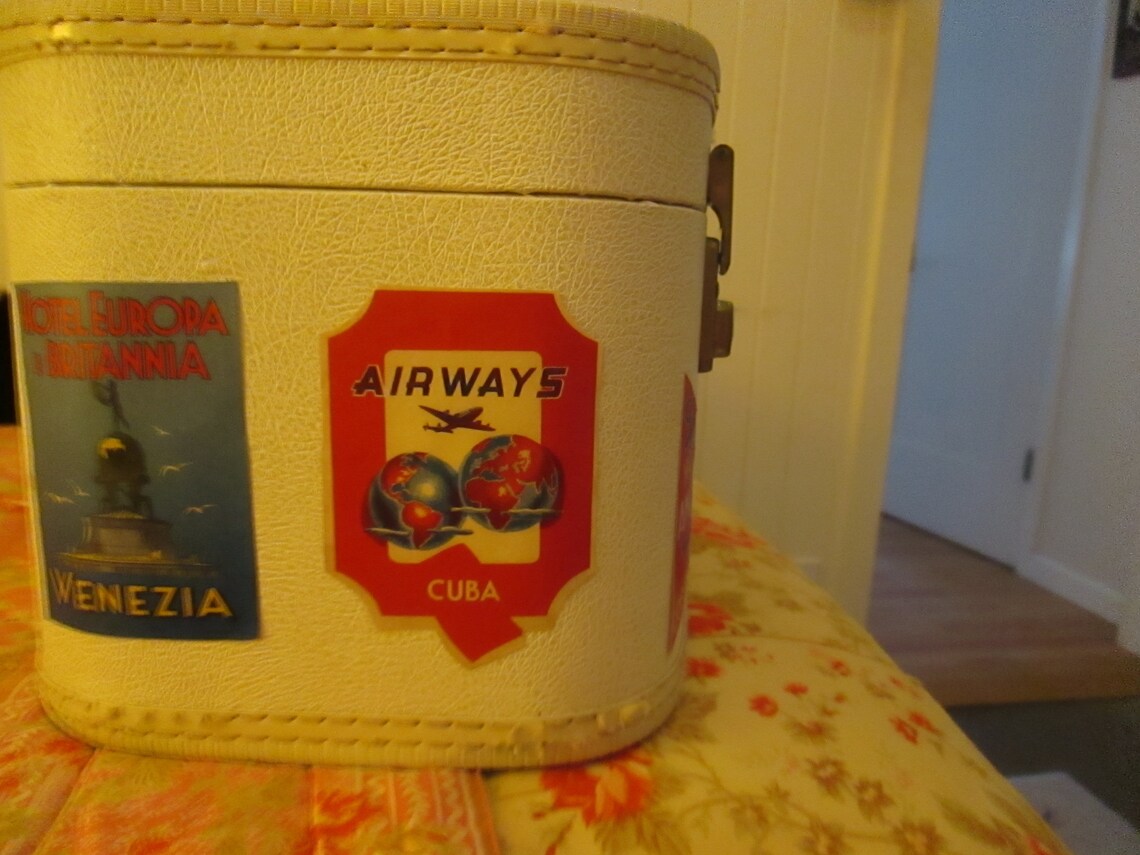 HOTEL EUROPA
& BRITANNIA
VENEZIA
AIRWAYS
CUBA